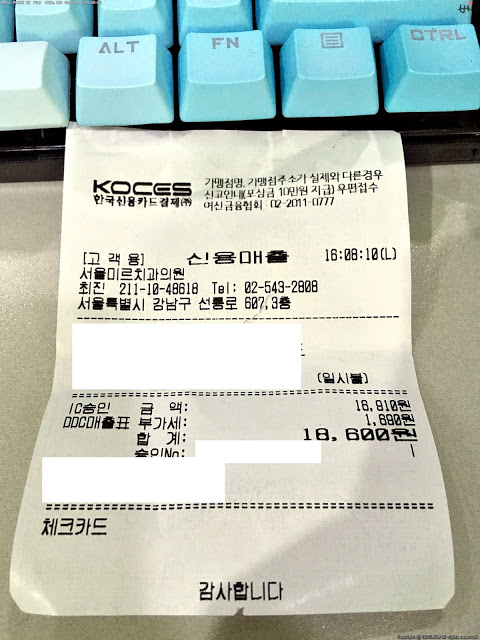 ALT
FN
CTRL
KOCES
한국신용카드결제㈜
가맹점명, 가맹점주소가 실제와 다른경우
신고안내(포상금 10만원 지급) 우편접수
여신금융협회 02-2011-0777
[고 객 용] 신용매출 16:08:10(L)
서울미르치과의원
최진 211-10-48618 Tel: 02-543-2808
서울특별시 강남구 선릉로 607,3층
(일시불)
IC승인 금 액: 16,910원
DDC매출표 부가세: 1,690원
합 계: 18,600원
승인No:
체크카드
감사합니다